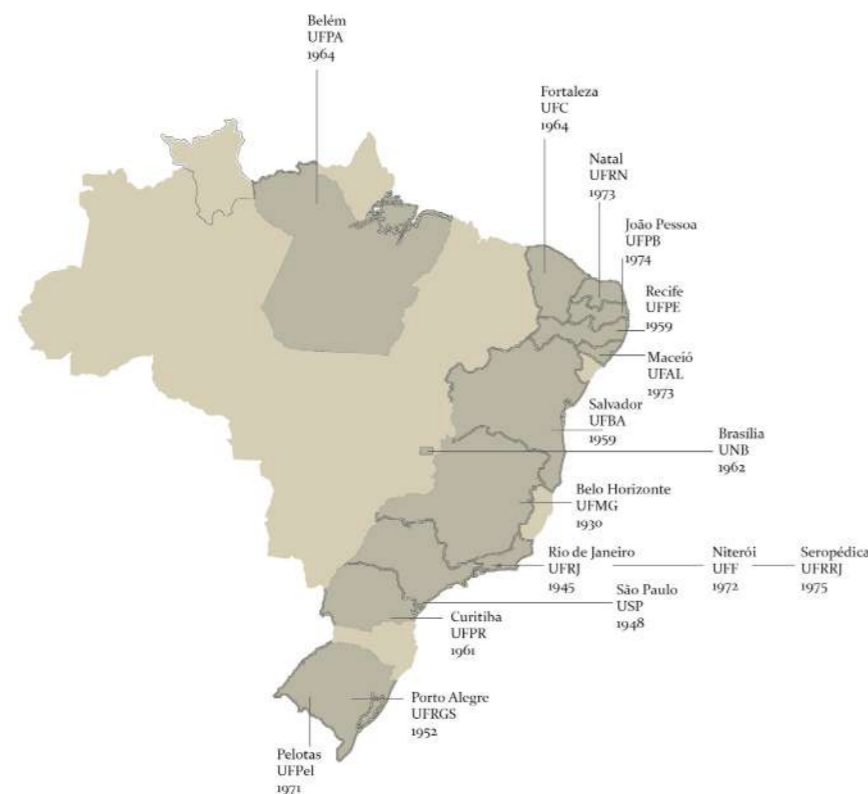 Belém
UFPA
1964
Fortaleza
UFC
1964
Natal
UFRN
1973
João Pessoa
UFPB
1974
Recife
UFPE
1959
Maceió
UFAL
1973
Salvador
UFBA
1959
Brasília
UNB
1962
Belo Horizonte
UFMG
1930
Rio de Janeiro
UFRJ
1945
Niterói
UFF
1972
Seropédica
UFRRJ
1975
São Paulo
USP
1948
Curitiba
UFPR
1961
Porto Alegre
UFRGS
1952
Pelotas
UFPel
1971